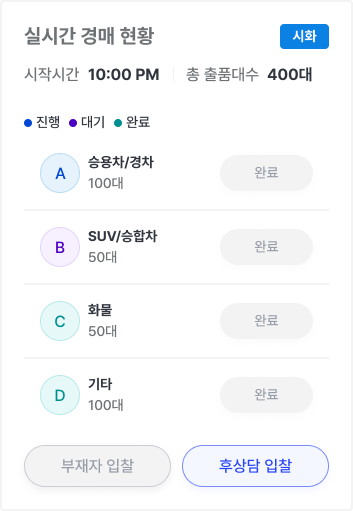 실시간 경매 현황
시화
시작시간 10:00 PM 총 출품대수 400대
진행 대기 완료
A 승용차/경차 100대 완료
B SUV/승합차 50대 완료
C 화물 50대 완료
D 기타 100대 완료
부재자 입찰 후상담 입찰